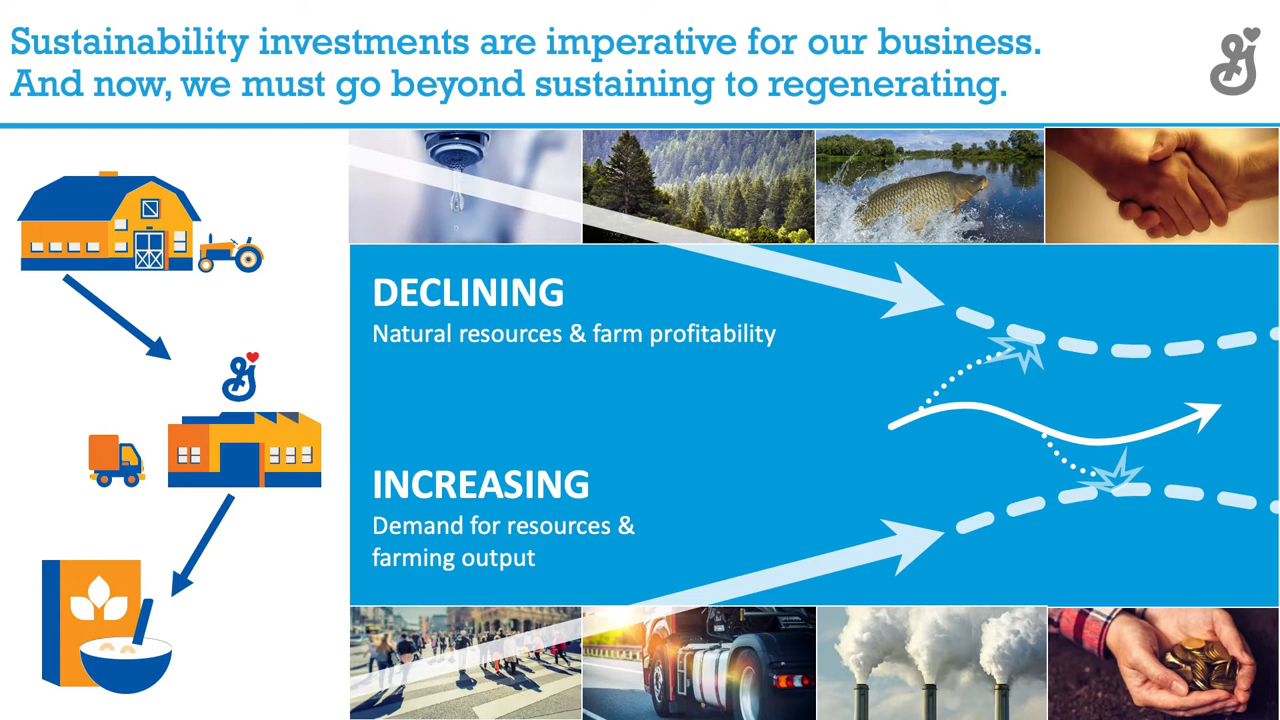 Sustainability investments are imperative for our business.
And now, we must go beyond sustaining to regenerating.
DECLINING
Natural resources & farm profitability
INCREASING
Demand for resources &
farming output